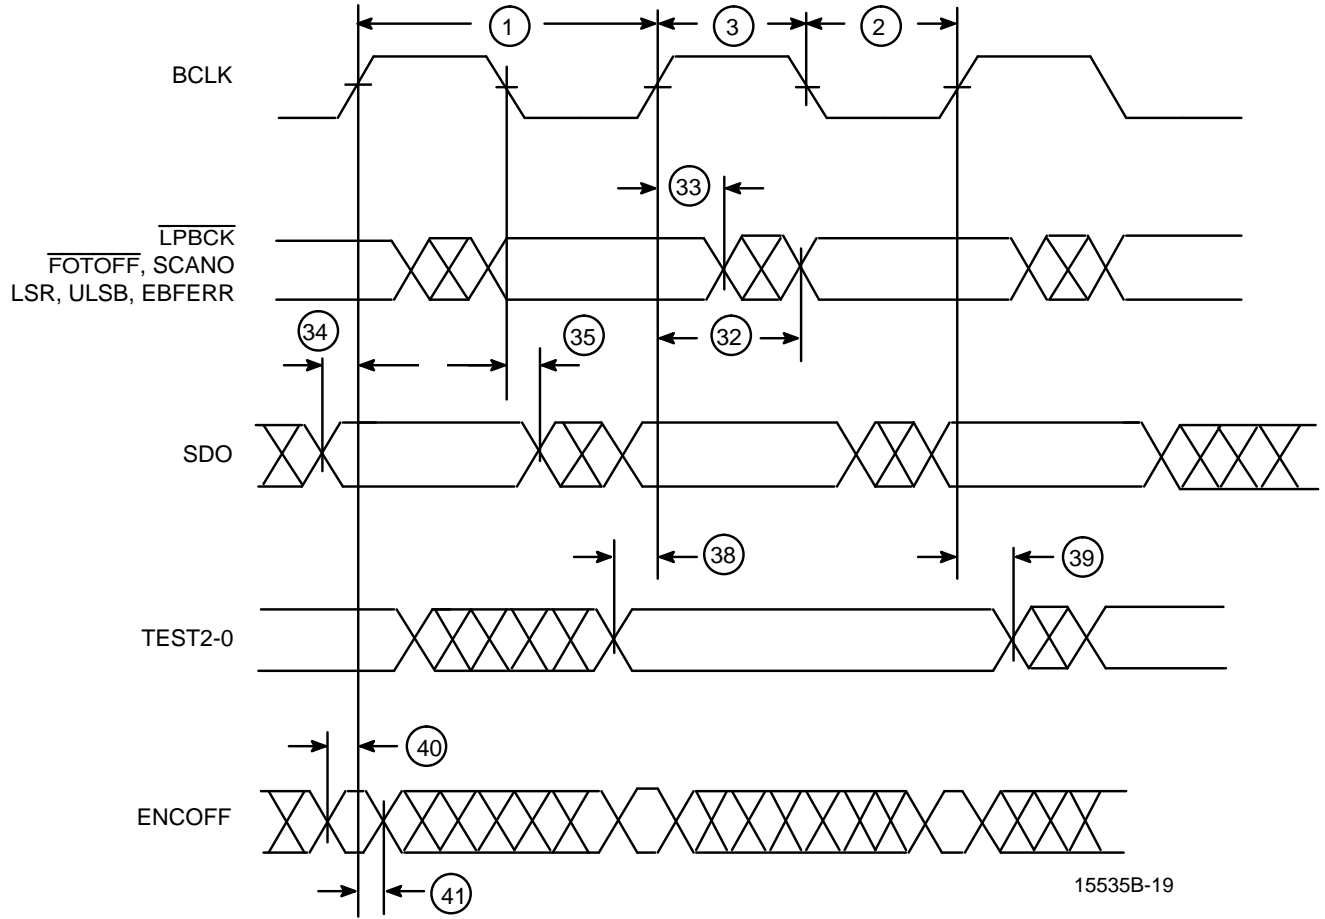 1
3
2
BCLK
33
LPBCK
FOTOFF, SCANO
LSR, ULSB, EBFERR
34
35
32
SDO
38
39
TEST2-0
40
ENCOFF
41
15535B-19